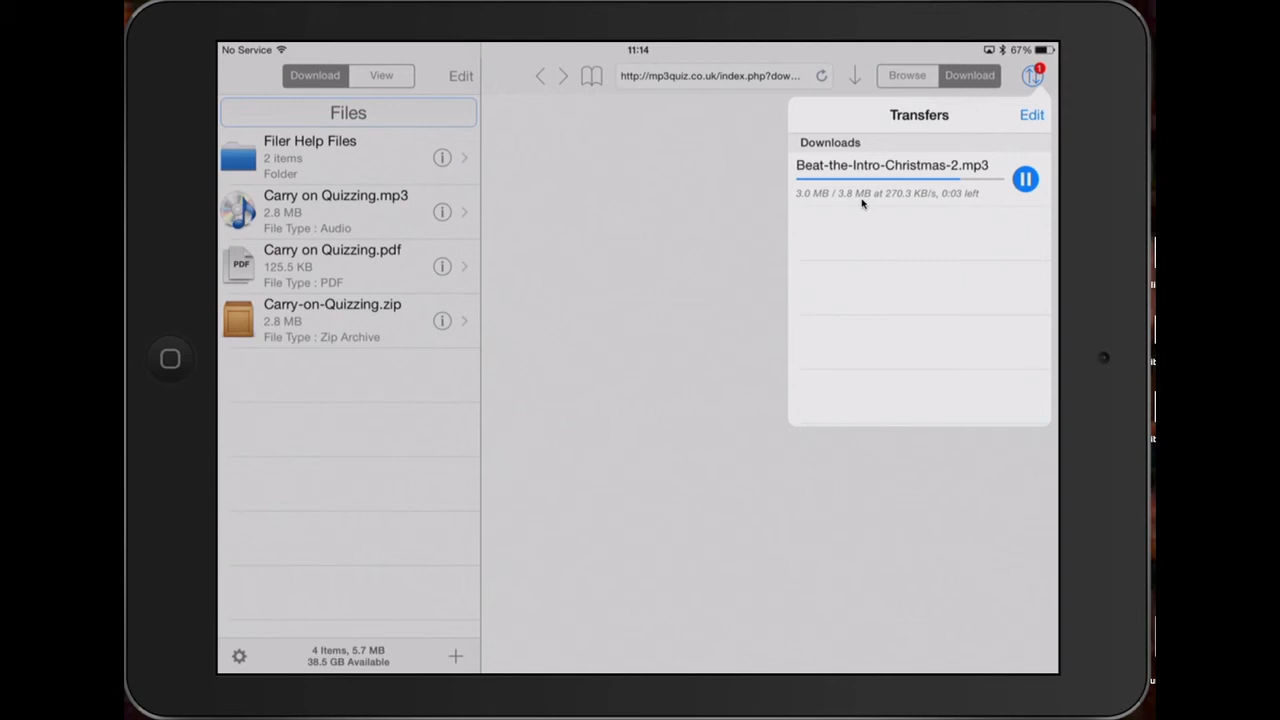 No Service
11:14
67%
Download
View
Edit
http://mp3quiz.co.uk/index.php?dow...
Browse
Download
1
Files
Filer Help Files
2 items
Folder
Carry on Quizzing.mp3
2.8 MB
File Type : Audio
PDF
Carry on Quizzing.pdf
125.5 KB
File Type : PDF
Carry-on-Quizzing.zip
2.8 MB
File Type : Zip Archive
4 Items, 5.7 MB
38.5 GB Available
Transfers
Edit
Downloads
Beat-the-Intro-Christmas-2.mp3
3.0 MB / 3.8 MB at 270.3 KB/s, 0:03 left